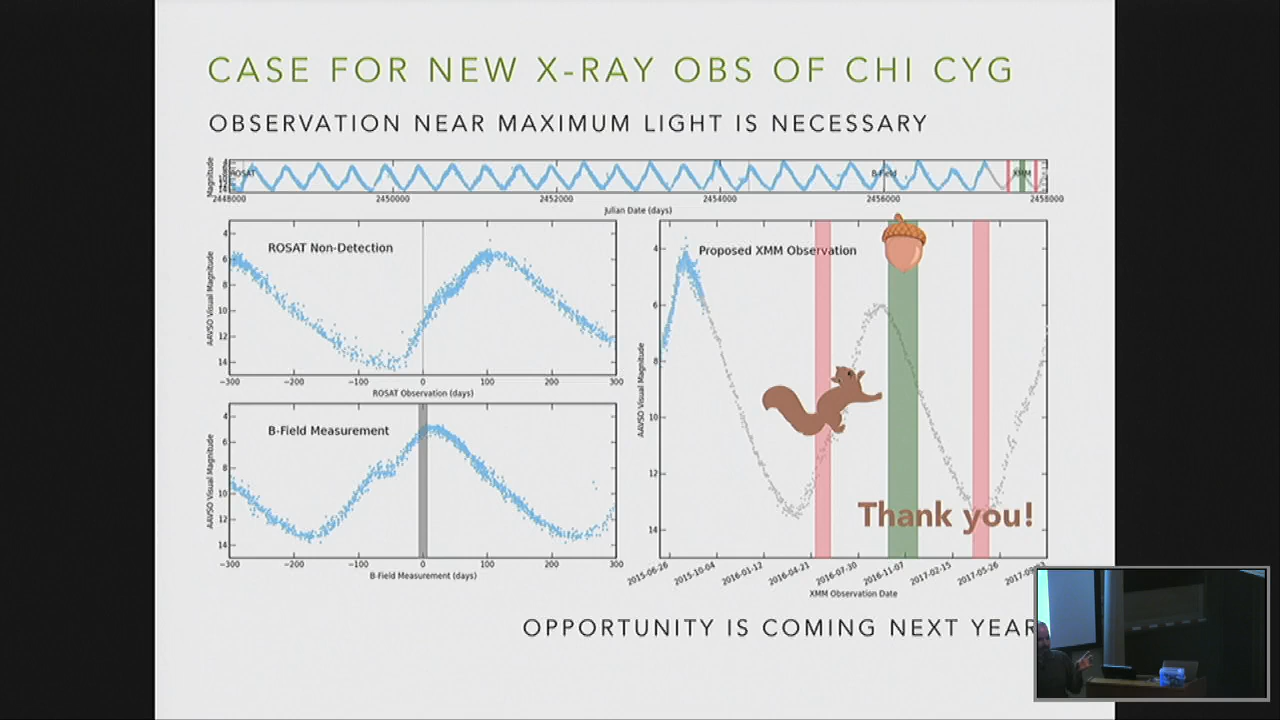 CASE FOR NEW X-RAY OBS OF CHI CYG
OBSERVATION NEAR MAXIMUM LIGHT IS NECESSARY
Magnitude
ROSAT
B-Field
XMM
2448000 2450000 2452000 2454000 2456000 2458000
Julian Date (days)
ROSAT Non-Detection
AAVSO Visual Magnitude
4
6
8
10
12
14
−300 −200 −100 0 100 200 300
ROSAT Observation (days)
B-Field Measurement
AAVSO Visual Magnitude
4
6
8
10
12
14
−300 −200 −100 0 100 200 300
B-Field Measurement (days)
Proposed XMM Observation
AAVSO Visual Magnitude
4
6
8
10
12
14
Thank you!
2015-06-26 2015-10-04 2016-01-12 2016-04-21 2016-07-30 2016-11-07 2017-02-15 2017-05-26
XMM Observation Date
OPPORTUNITY IS COMING NEXT YEAR